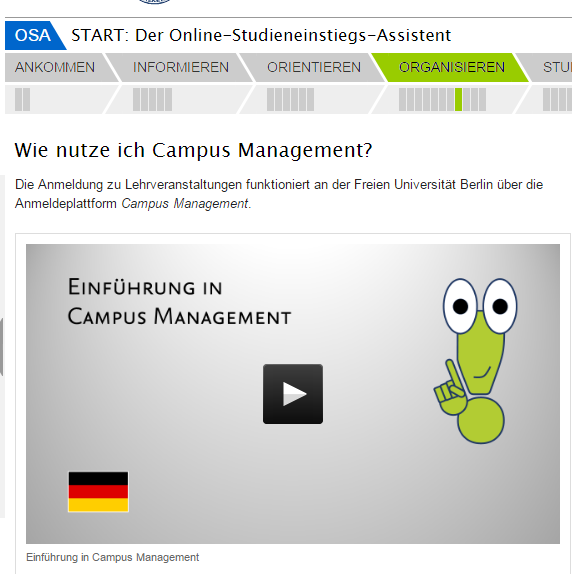 OSA START: Der Online-Studieneinstiegs-Assistent
ANKOMMEN INFORMIEREN ORIENTIEREN ORGANISIEREN STU
Wie nutze ich Campus Management?
Die Anmeldung zu Lehrveranstaltungen funktioniert an der Freien Universität Berlin über die
Anmeldeplattform Campus Management.
EINFÜHRUNG IN
CAMPUS MANAGEMENT
Einführung in Campus Management